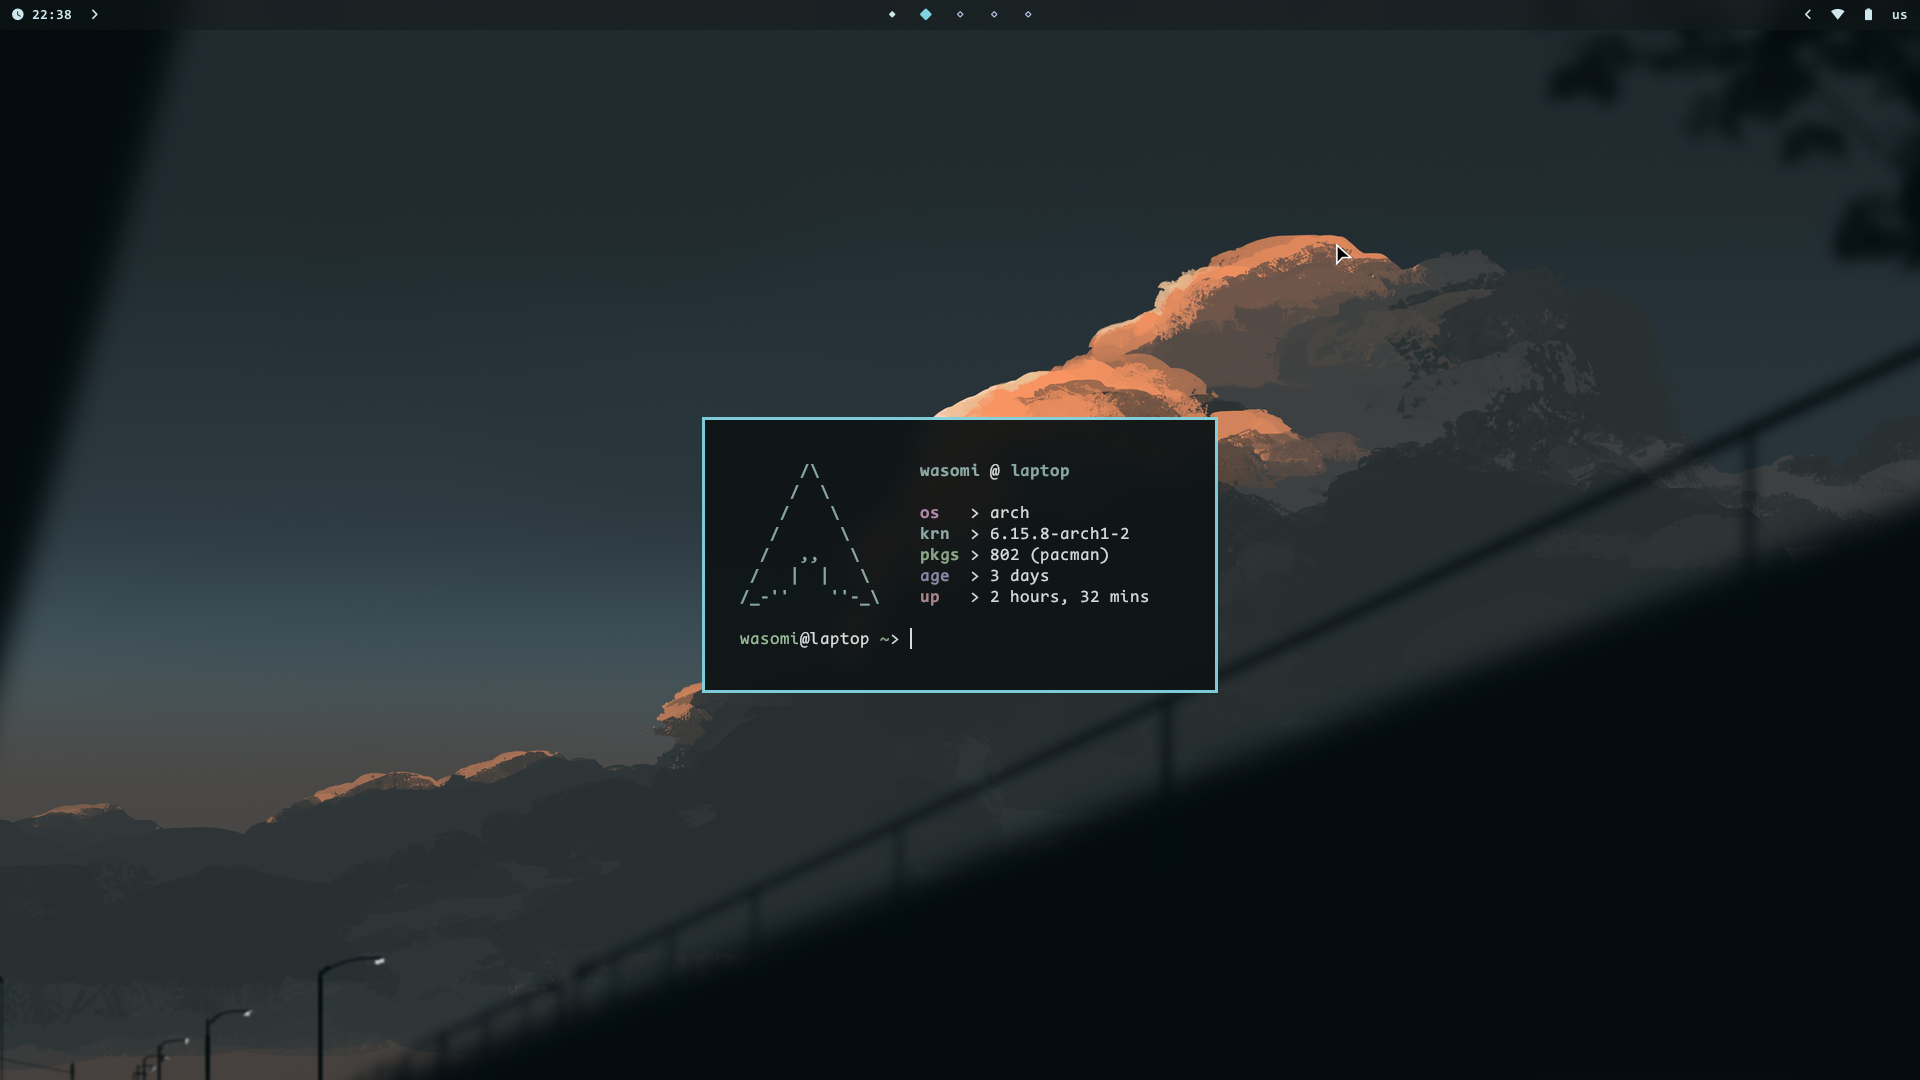 22:38
us
wasomi @ laptop
os > arch
krn > 6.15.8-arch1-2
pkgs > 802 (pacman)
age > 3 days
up > 2 hours, 32 mins
wasomi@laptop ~>